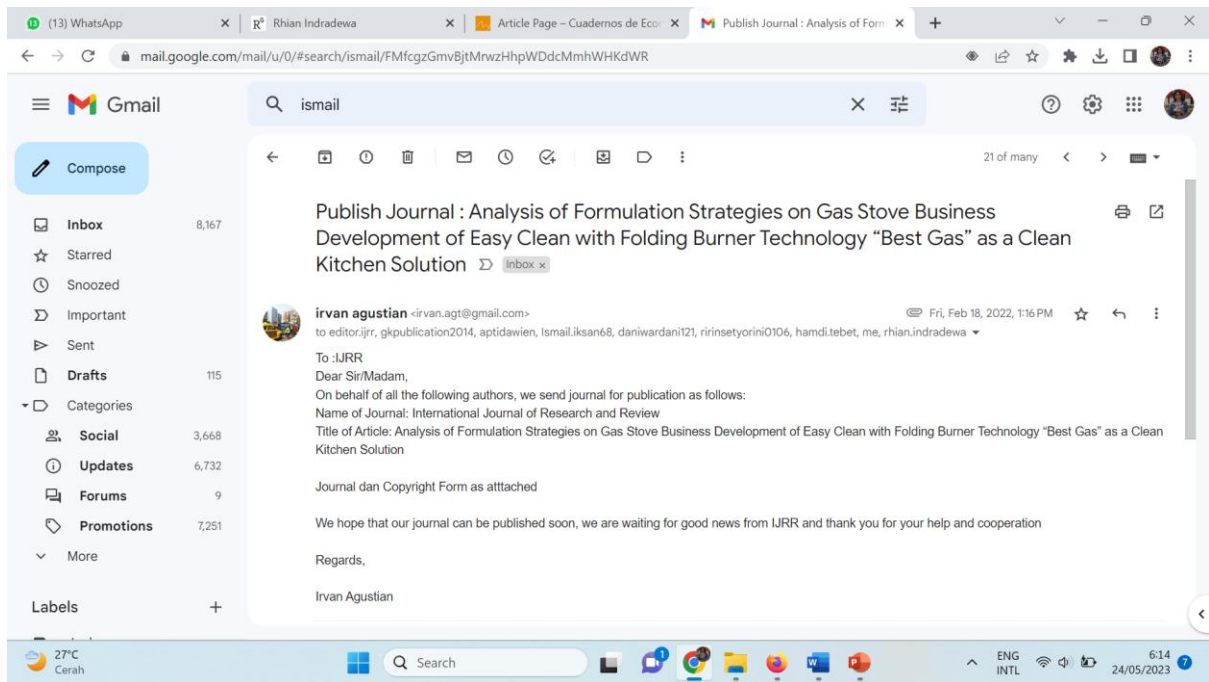 (13) WhatsApp
Rhian Indradewa
Article Page – Cuadernos de Eco
Publish Journal : Analysis of Form
mail.google.com/mail/u/0/#search/ismail/FMfcgzGmvBjtMrwzHhpWDdcMmhWHKdWR
Gmail
ismail
Compose
21 of many
Inbox 8,167
Starred
Snoozed
Important
Sent
Drafts 115
Categories
Social 3,668
Updates 6,732
Forums 9
Promotions 7,251
More
Labels
Publish Journal : Analysis of Formulation Strategies on Gas Stove Business
Development of Easy Clean with Folding Burner Technology “Best Gas” as a Clean
Kitchen Solution Inbox x
irvan agustian <irvan.agt@gmail.com> Fri, Feb 18, 2022, 1:16 PM
to editor.ijrr, gkpublication2014, aptidawien, Ismail.iksan68, daniwardani121, ririnsetyorini0106, hamdi.tebet, me, rhian.indradewa
To :IJRR
Dear Sir/Madam,
On behalf of all the following authors, we send journal for publication as follows:
Name of Journal: International Journal of Research and Review
Title of Article: Analysis of Formulation Strategies on Gas Stove Business Development of Easy Clean with Folding Burner Technology “Best Gas” as a Clean
Kitchen Solution
Journal dan Copyright Form as atttached
We hope that our journal can be published soon, we are waiting for good news from IJRR and thank you for your help and cooperation
Regards,
Irvan Agustian
27°C
Cerah
Search
ENG
INTL
6:14
24/05/2023
7